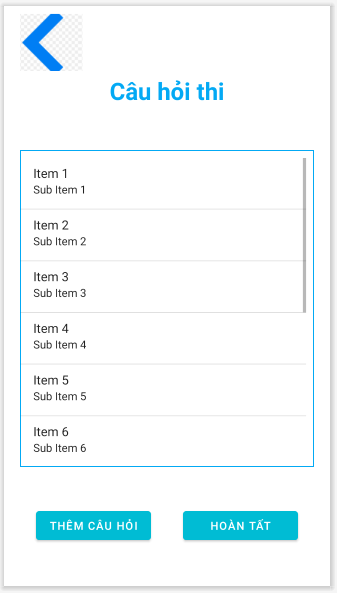 Câu hỏi thi
Item 1
Sub Item 1
Item 2
Sub Item 2
Item 3
Sub Item 3
Item 4
Sub Item 4
Item 5
Sub Item 5
Item 6
Sub Item 6
THÊM CÂU HỎI
HOÀN TẤT